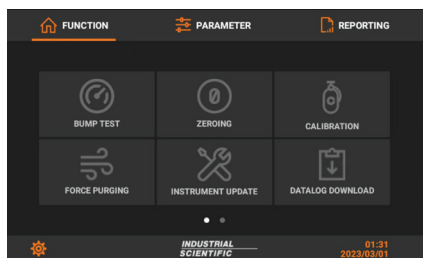 FUNCTION
PARAMETER
REPORTING
BUMP TEST
0
ZEROING
CALIBRATION
FORCE PURGING
INSTRUMENT UPDATE
DATALOG DOWNLOAD
INDUSTRIAL
SCIENTIFIC
01:31
2023/03/01